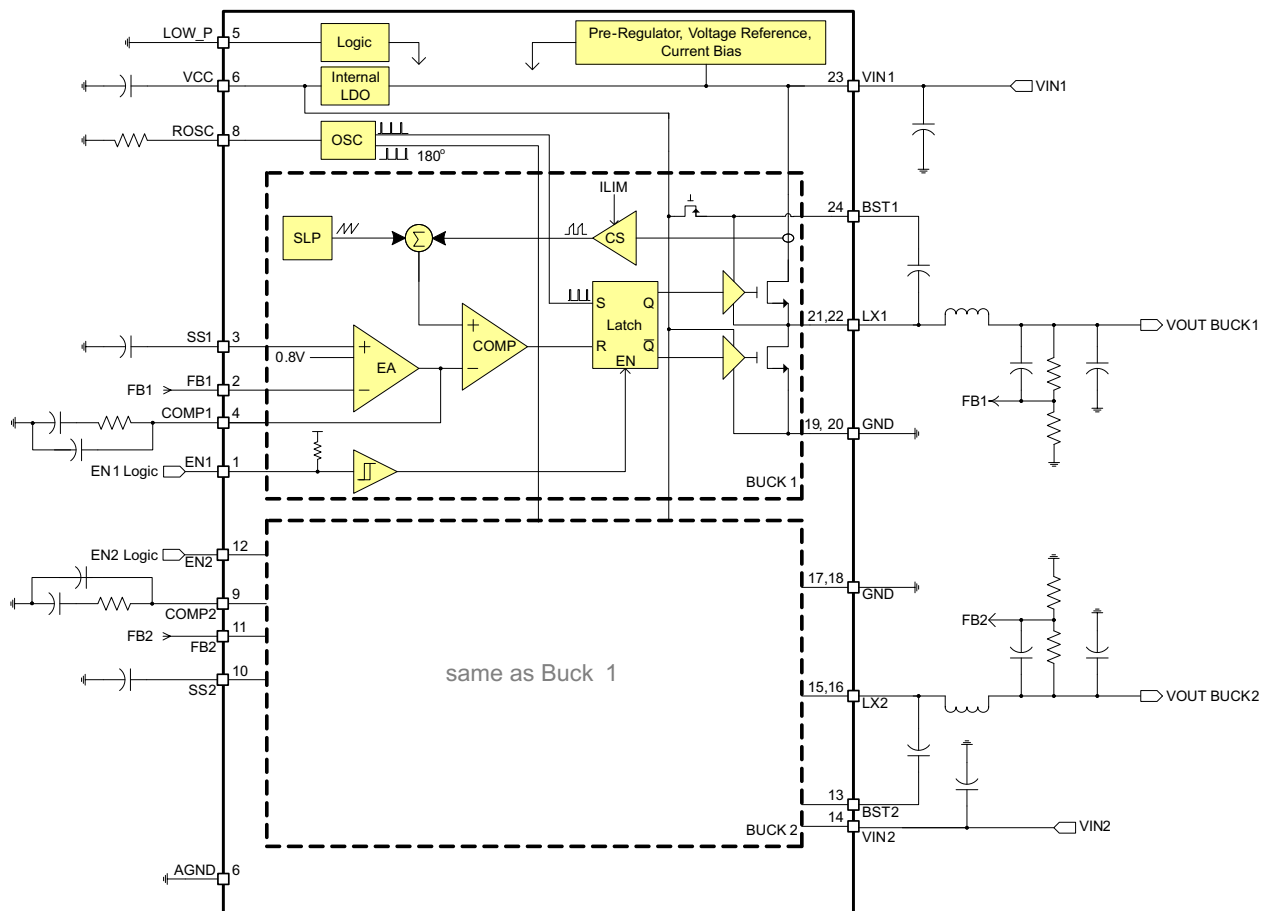 LOW_P 5
Logic
Pre-Regulator, Voltage Reference,
Current Bias
VCC 6
Internal
LDO
23 VIN1
VIN1
ROSC 8
OSC
180o
ILIM
24 BST1
SLP
Σ
CS
S Q
Latch
R Q
EN
21,22 LX1
VOUT BUCK1
SS1 3
0.8V
+
EA
−
+
COMP
−
FB1
FB1 2
COMP1 4
FB1
19, 20 GND
EN1 Logic
EN1 1
BUCK 1
EN2 Logic
12
EN2
9
COMP2
FB2
11
FB2
10
SS2
same as Buck 1
17,18
GND
FB2
15,16
LX2
VOUT BUCK2
13
BST2
BUCK 2
14
VIN2
VIN2
AGND 6